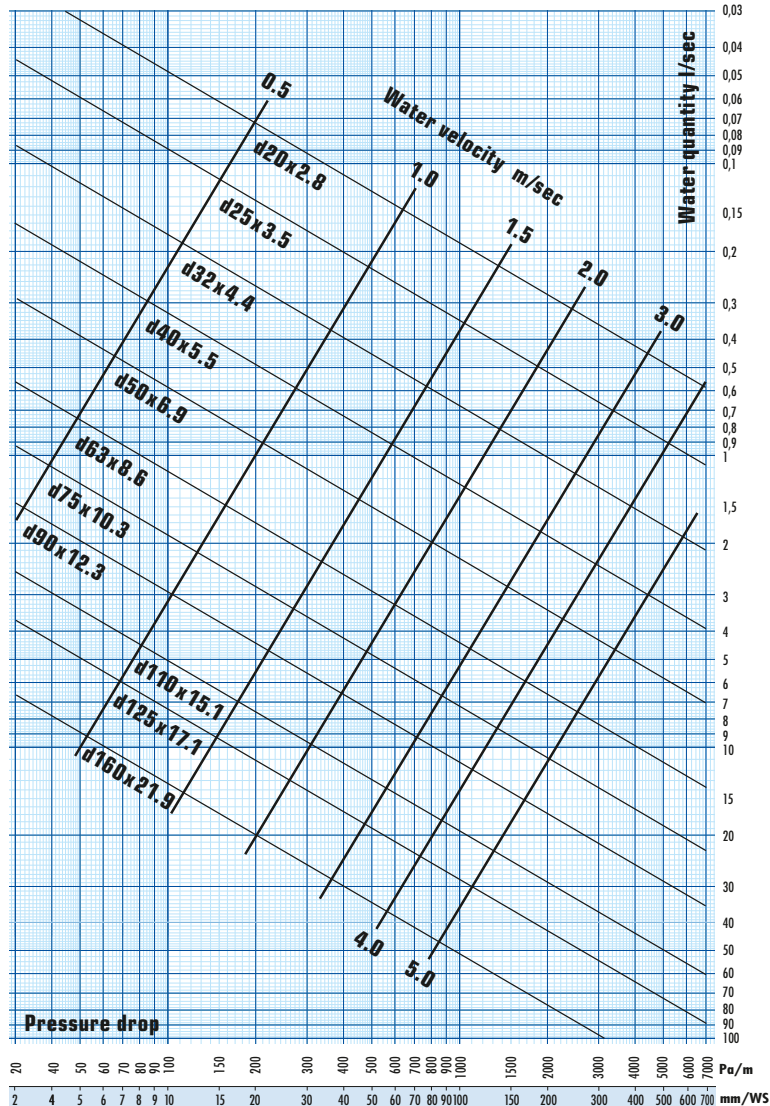 0,03
0,04
0,05
0,06
0,07
0,08
0,09
0,1
0,15
0,2
0,3
0,4
0,5
0,6
0,7
0,8
0,9
1
1,5
2
3
4
5
6
7
8
9
10
15
20
30
40
50
60
70
80
90
100
Water quantity l/sec
Water velocity m/sec
0.5
1.0
1.5
2.0
3.0
4.0
5.0
d20x2.8
d25x3.5
d32x4.4
d40x5.5
d50x6.9
d63x8.6
d75x10.3
d90x12.3
d110x15.1
d125x17.1
d160x21.9
Pressure drop
20 40 50 60 70 80 90 100 200 300 400 500 600 700 800 900 1000 1500 2000 3000 4000 5000 6000 7000 Pa/m
2 4 5 6 7 8 9 10 15 20 30 40 50 60 70 80 90 100 150 200 300 400 500 600 700 mm/WS